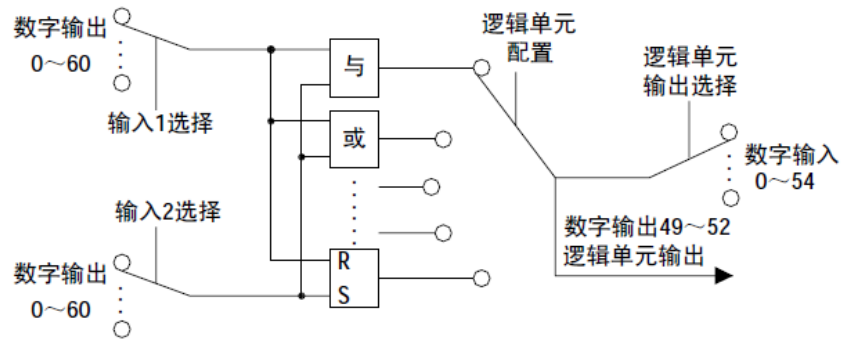 数字输出
0～60
输入1选择
输入2选择
数字输出
0～60
与
或
R
S
逻辑单元
配置
逻辑单元
输出选择
数字输入
0～54
数字输出49～52
逻辑单元输出